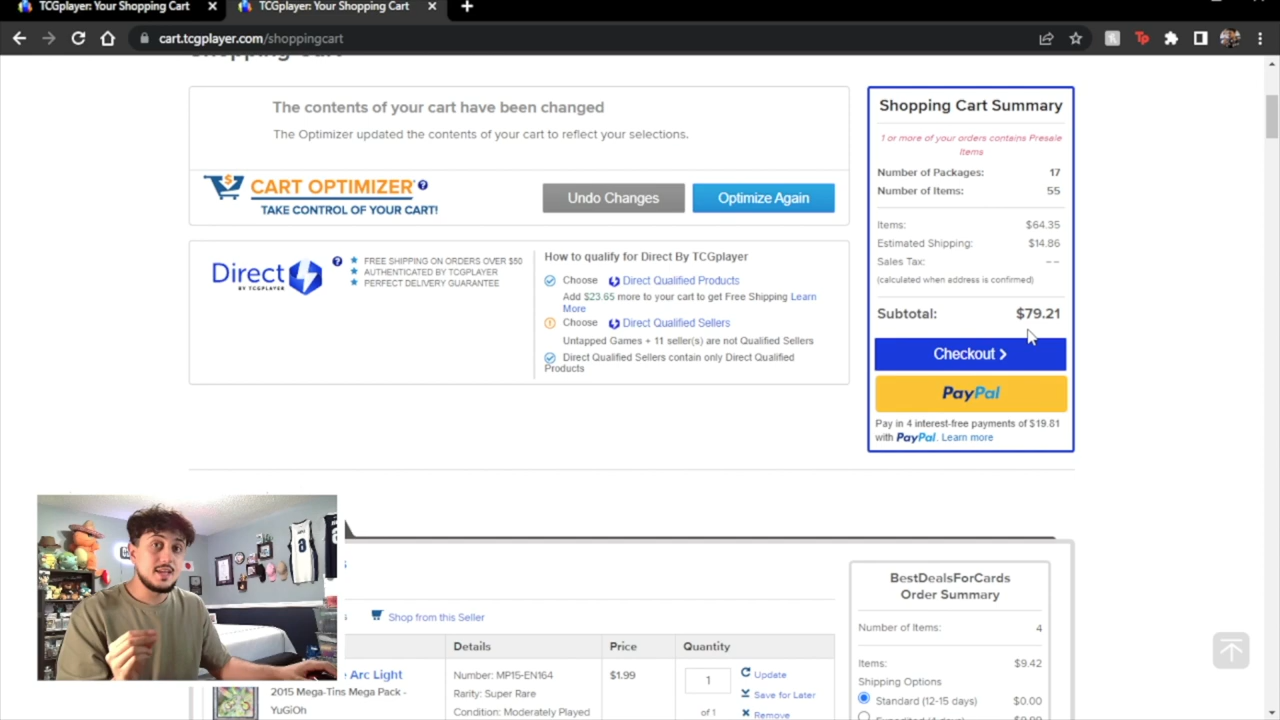 TCGplayer: Your Shopping Cart
TCGplayer: Your Shopping Cart
cart.tcgplayer.com/shoppingcart
Shopping Cart
The contents of your cart have been changed
The Optimizer updated the contents of your cart to reflect your selections.
CART OPTIMIZER
TAKE CONTROL OF YOUR CART!
Undo Changes
Optimize Again
Direct
BY TCGPLAYER
FREE SHIPPING ON ORDERS OVER $50
AUTHENTICATED BY TCGPLAYER
PERFECT DELIVERY GUARANTEE
How to qualify for Direct By TCGplayer
Choose Direct Qualified Products
Add $23.65 more to your cart to get Free Shipping Learn
More
Choose Direct Qualified Sellers
Untapped Games + 11 seller(s) are not Qualified Sellers
Direct Qualified Sellers contain only Direct Qualified
Products
Shopping Cart Summary
1 or more of your orders contains Presale
Items
Number of Packages: 17
Number of Items: 55
Items: $64.35
Estimated Shipping: $14.86
Sales Tax: --
(calculated when address is confirmed)
Subtotal: $79.21
Checkout
PayPal
Pay in 4 interest-free payments of $19.81
with PayPal. Learn more
Shop from this Seller
Details Price Quantity
Arc Light
2015 Mega-Tins Mega Pack -
YuGiOh
Number: MP15-EN164
Rarity: Super Rare
Condition: Moderately Played
$1.99
1
of 1
Update
Save for Later
Remove
BestDealsForCards
Order Summary
Number of Items: 4
Items: $9.42
Shipping Options
Standard (12-15 days) $0.00
8